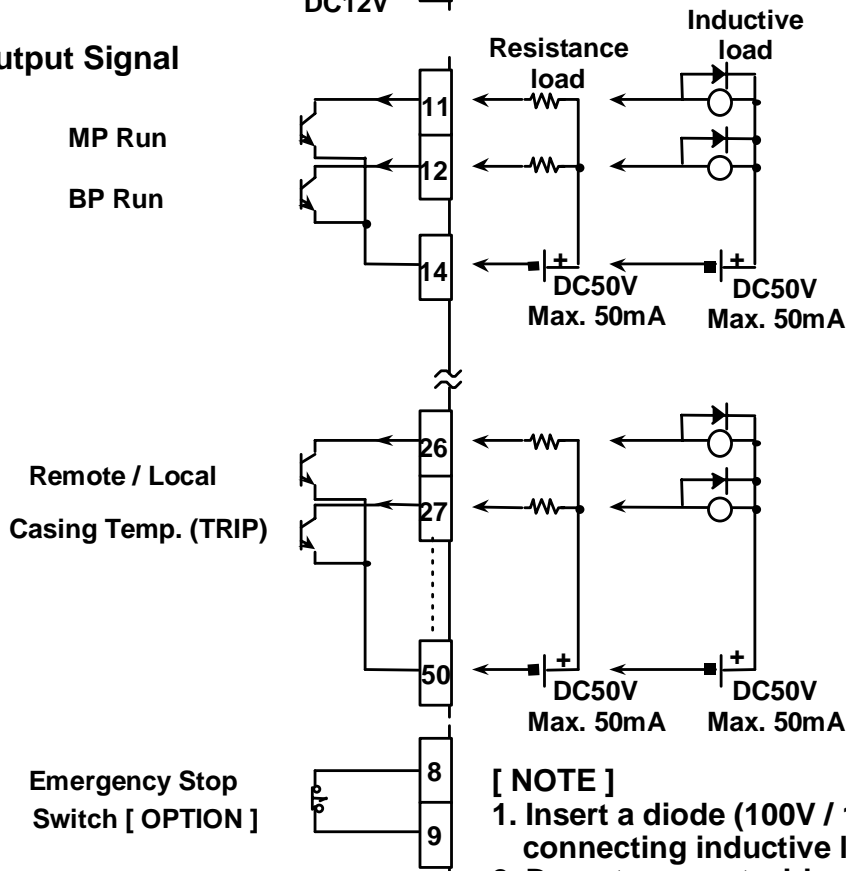 DC12V
Inductive
load
Resistance
load
utput Signal
MP Run
BP Run
11
12
14
+
DC50V
Max. 50mA
+
DC50V
Max. 50mA
Remote / Local
Casing Temp. (TRIP)
26
27
50
+
DC50V
Max. 50mA
+
DC50V
Max. 50mA
Emergency Stop
Switch [ OPTION ]
8
9
[ NOTE ]
1. Insert a diode (100V /
connecting inductive